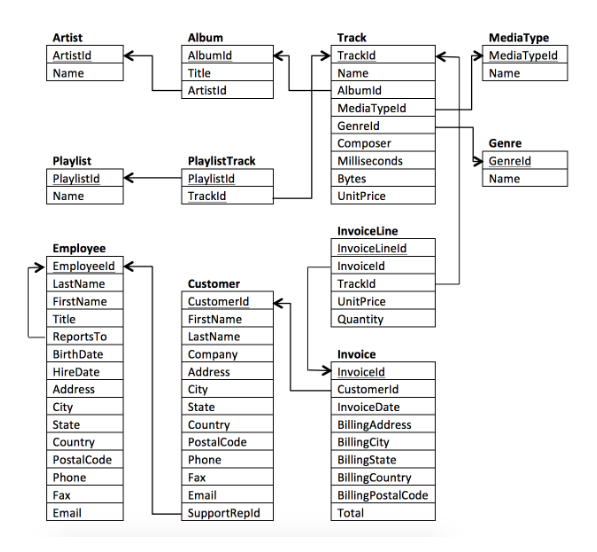 Artist
ArtistId
Name
Album
AlbumId
Title
ArtistId
Track
TrackId
Name
AlbumId
MediaTypeId
GenreId
Composer
Milliseconds
Bytes
UnitPrice
MediaType
MediaTypeId
Name
Genre
GenreId
Name
Playlist
PlaylistId
Name
PlaylistTrack
PlaylistId
TrackId
InvoiceLine
InvoiceLineId
InvoiceId
TrackId
UnitPrice
Quantity
Employee
EmployeeId
LastName
FirstName
Title
ReportsTo
BirthDate
HireDate
Address
City
State
Country
PostalCode
Phone
Fax
Email
Customer
CustomerId
FirstName
LastName
Company
Address
City
State
Country
PostalCode
Phone
Fax
Email
SupportRepId
Invoice
InvoiceId
CustomerId
InvoiceDate
BillingAddress
BillingCity
BillingState
BillingCountry
BillingPostalCode
Total